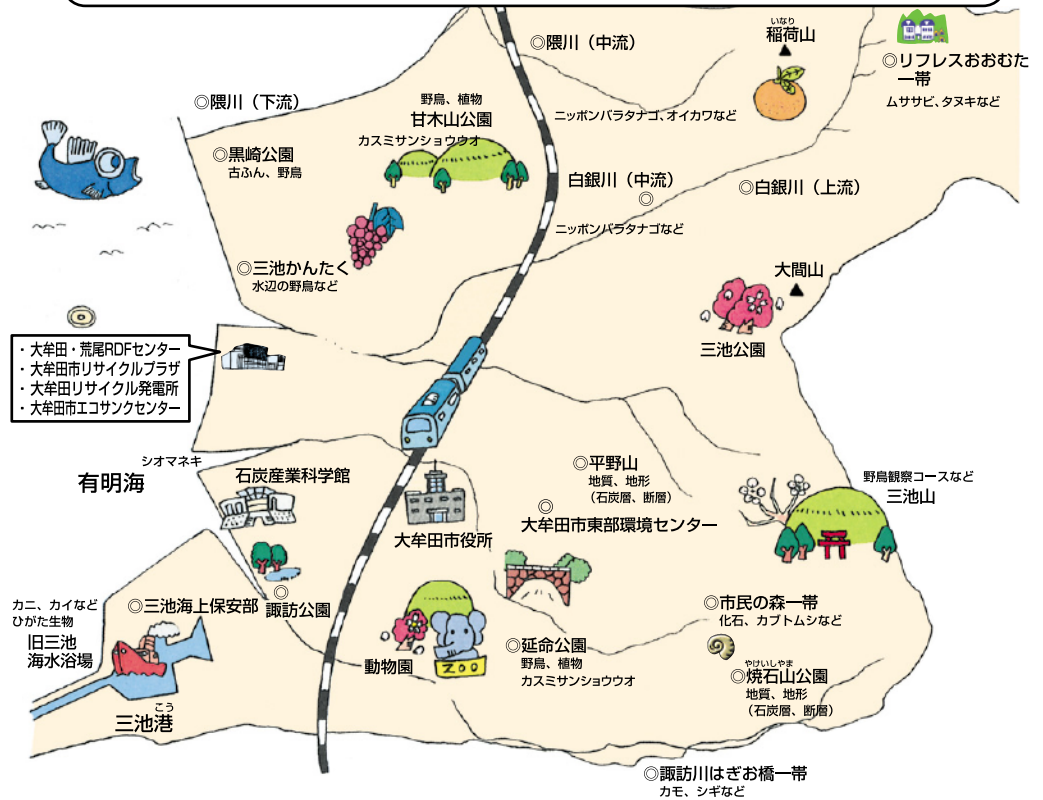 ◎隈川（中流）
いなり
稲荷山
▲
◎リフレスおおむた
一帯
ムササビ、タヌキなど
◎隈川（下流）
野鳥、植物
甘木山公園
カスミサンショウウオ
ニッポンバラタナゴ、オイカワなど
◎黒崎公園
古ふん、野鳥
白銀川（中流）
◎
ニッポンバラタナゴなど
◎白銀川（上流）
◎三池かんたく
水辺の野鳥など
大間山
▲
三池公園
・大牟田・荒尾RDFセンター
・大牟田市リサイクルプラザ
・大牟田リサイクル発電所
・大牟田市エコサンクセンター
シオマネキ
有明海
石炭産業科学館
大牟田市役所
◎平野山
地質、地形
（石炭層、断層）
◎
大牟田市東部環境センター
野鳥観察コースなど
三池山
カニ、カイなど
ひがた生物
旧三池
海水浴場
◎三池海上保安部
◎
諏訪公園
動物園
ZOO
◎延命公園
野鳥、植物
カスミサンショウウオ
◎市民の森一帯
化石、カブトムシなど
やけいしやま
◎焼石山公園
地質、地形
（石炭層、断層）
こう
三池港
◎諏訪川はぎお橋一帯
カモ、シギなど